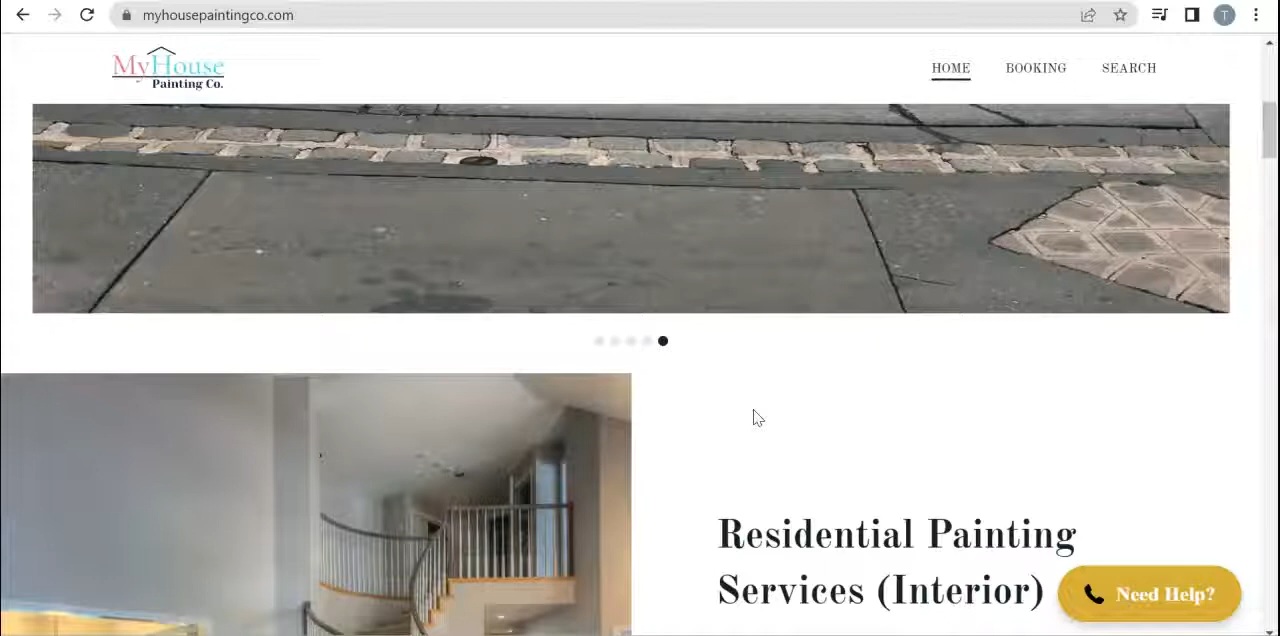 myhousepaintingco.com
T
MyHouse
Painting Co.
HOME
BOOKING
SEARCH
Residential Painting
Services (Interior)
Need Help?